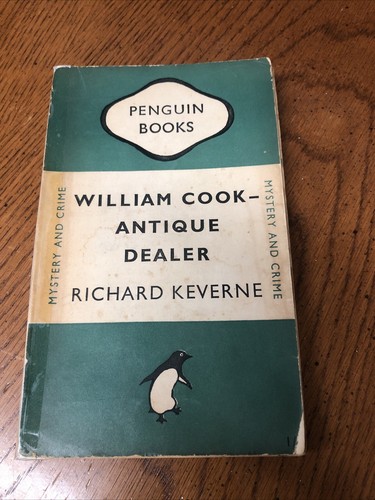 PENGUIN
BOOKS
MYSTERY AND CRIME
WILLIAM COOK–
ANTIQUE
DEALER
RICHARD KEVERNE
MYSTERY AND CRIME